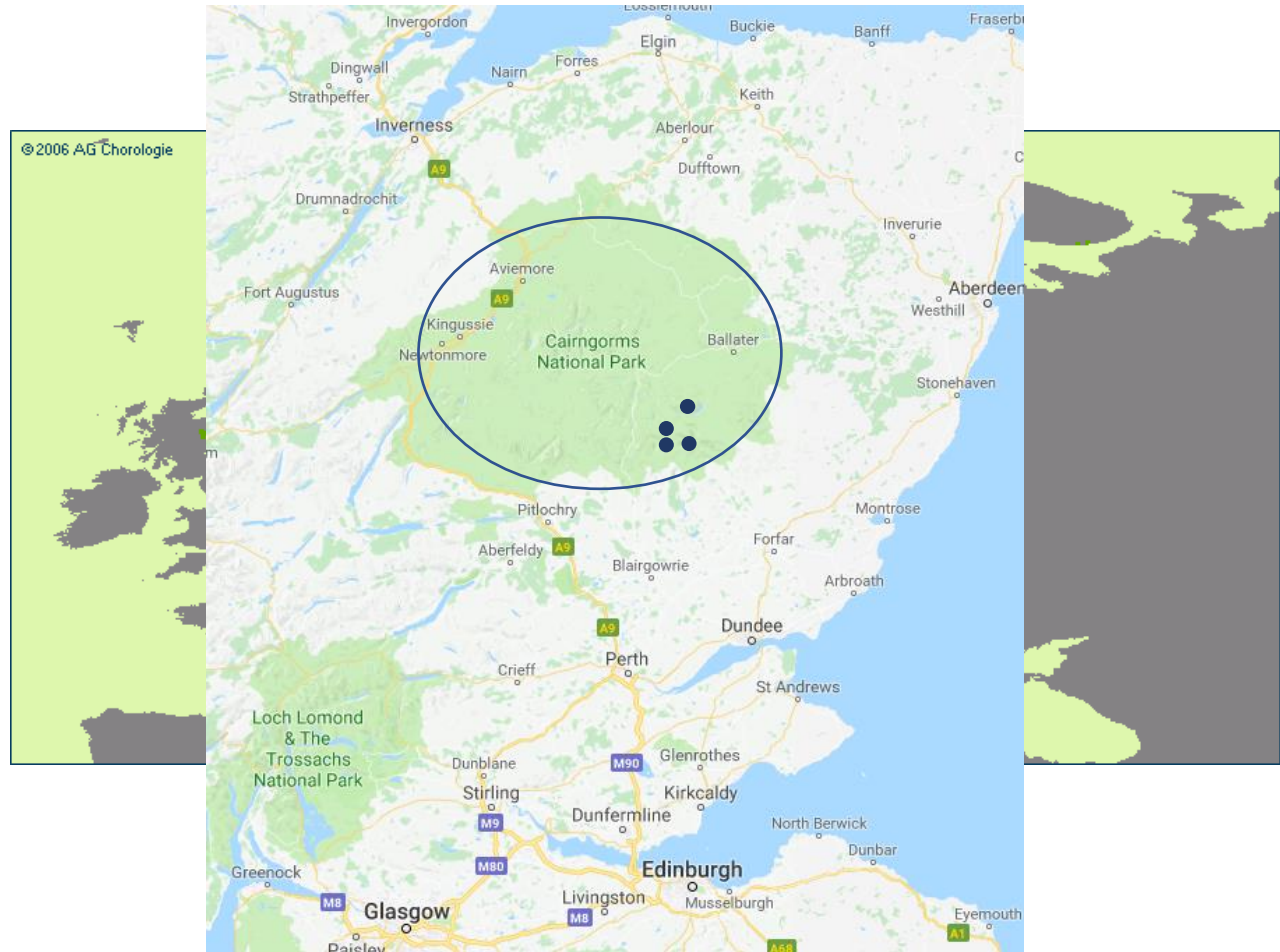 Lossiemouth
Invergordon
Buckie
Fraserbu
Banff
Elgin
Forres
Dingwall
Nairn
Strathpeffer
Keith
Inverness
Aberlour
©2006 AG Chorologie
A9
Dufftown
Drumnadrochit
Inverurie
Aviemore
Fort Augustus
A9
Aberdeen
Westhill
Kingussie
Newtonmore
Cairngorms
National Park
Ballater
Stonehaven
Pitlochry
Montrose
Aberfeldy
A9
Forfar
Blairgowrie
Arbroath
A9
Dundee
Perth
Crieff
St Andrews
Loch Lomond
& The
Trossachs
National Park
Dunblane
M90
Glenrothes
Stirling
Kirkcaldy
M9
Dunfermline
North Berwick
Dunbar
M80
Edinburgh
Greenock
Livingston
Musselburgh
M8
Glasgow
M8
Eyemouth
A1
Paisley
A68